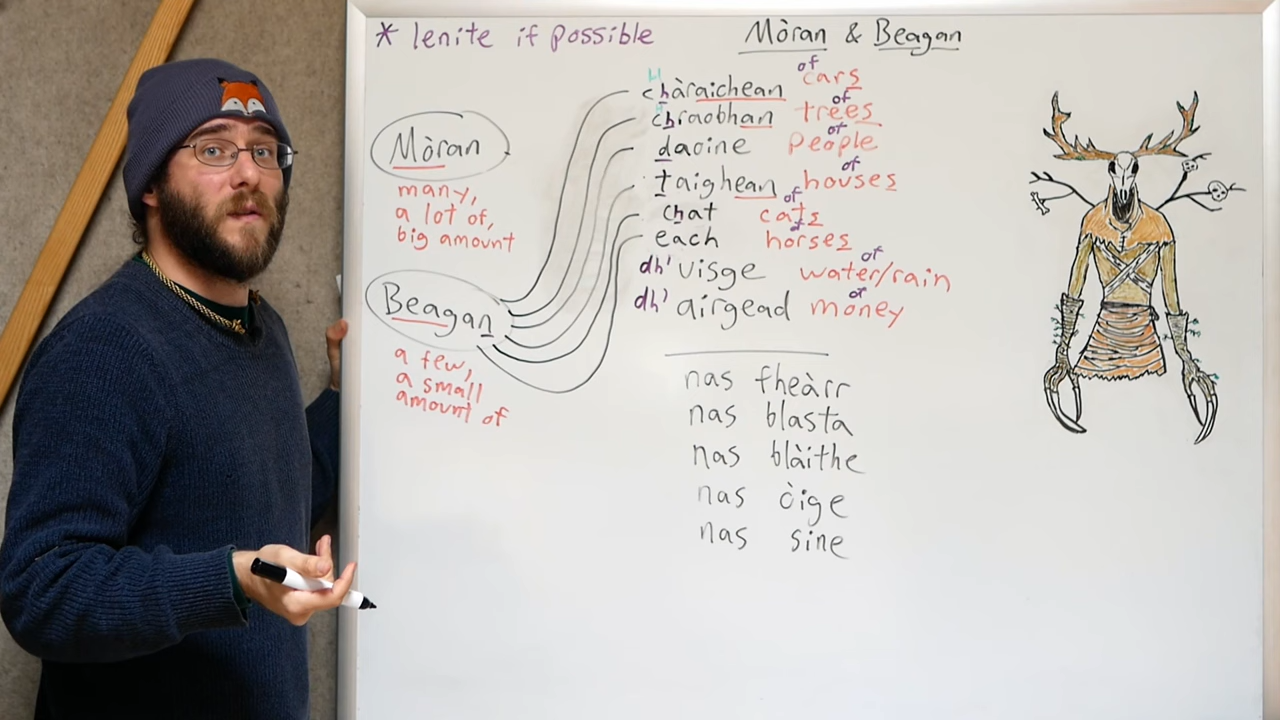 * lenite if possible
Mòran & Beagan
Mòran
many,
a lot of,
big amount
Beagan
a few,
a small
amount of
chàraichean of cars
chraobhan of trees
daoine of people
taighean of houses
chat of cats
each of horses
dh' uisge of water/rain
dh' airgead of money
nas fheàrr
nas blasta
nas blàithe
nas òige
nas sine